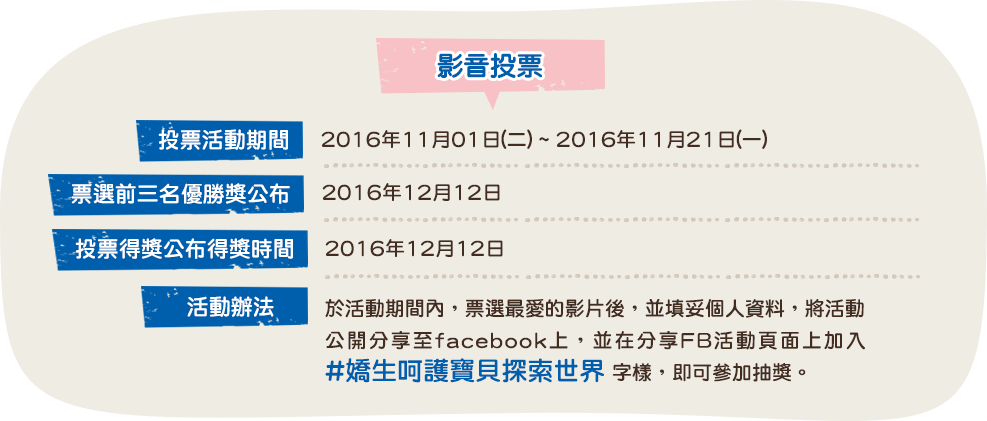 影音投票
投票活動期間 2016年11月01日(二) ~ 2016年11月21日(一)
票選前三名優勝獎公布 2016年12月12日
投票得獎公布得獎時間 2016年12月12日
活動辦法 於活動期間內，票選最愛的影片後，並填妥個人資料，將活動
公開分享至facebook上，並在分享FB活動頁面上加入
#嬌生呵護寶貝探索世界 字樣，即可參加抽獎。